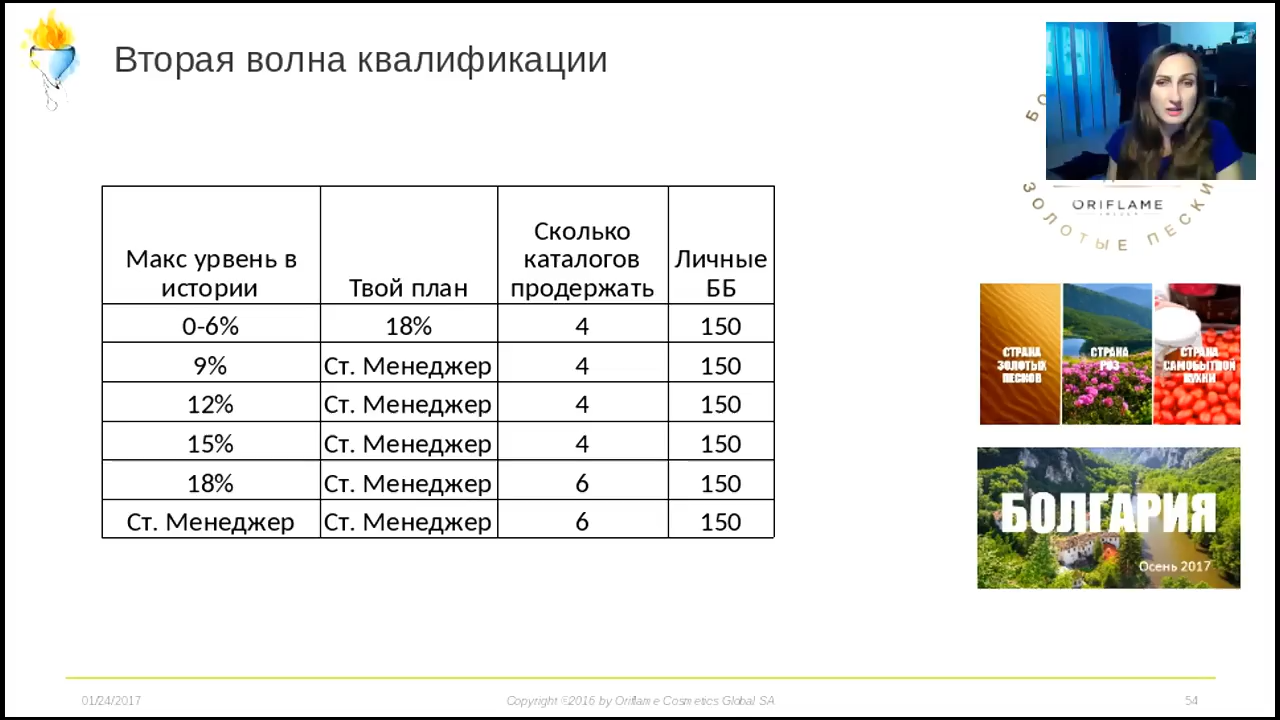 Вторая волна квалификации
БО
ORIFLAME
ЗОЛОТЫЕ ПЕСКИ
Макс урвень в истории
Твой план
Сколько каталогов продержать
Личные ББ
0-6% 18% 4 150
9% Ст. Менеджер 4 150
12% Ст. Менеджер 4 150
15% Ст. Менеджер 4 150
18% Ст. Менеджер 6 150
Ст. Менеджер Ст. Менеджер 6 150
СТРАНА ЗОЛОТЫХ ПЕСКОВ
СТРАНА РОЗ
СТРАНА САМОБЫТНОЙ КУХНИ
БОЛГАРИЯ
Осень 2017
01/24/2017
Copyright ©2016 by Oriflame Cosmetics Global SA
54